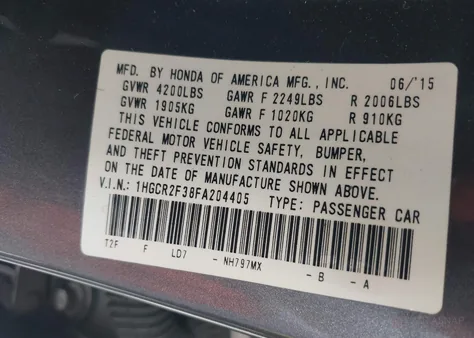 MFD. BY HONDA OF AMERICA MFG., INC. 06/'15
GVWR 4200LBS GAWR F 2249LBS R 2006LBS
GVWR 1905KG GAWR F 1020KG R 910KG
THIS VEHICLE CONFORMS TO ALL APPLICABLE
FEDERAL MOTOR VEHICLE SAFETY, BUMPER,
AND THEFT PREVENTION STANDARDS IN EFFECT
ON THE DATE OF MANUFACTURE SHOWN ABOVE.
V.I.N.: 1HGCR2F38FA204405 TYPE: PASSENGER CAR
T2F F LD7 - NH797MX - B - A